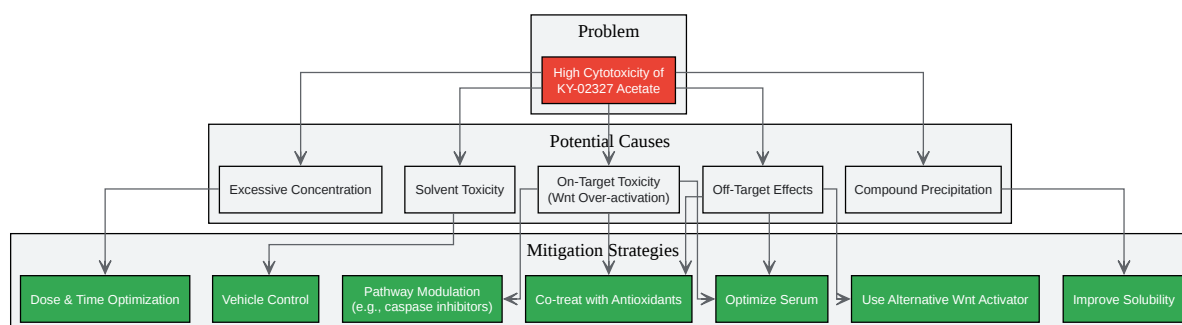 Problem
High Cytotoxicity of
KY-02327 Acetate
Potential Causes
Excessive Concentration
Solvent Toxicity
On-Target Toxicity
(Wnt Over-activation)
Off-Target Effects
Compound Precipitation
Mitigation Strategies
Dose & Time Optimization
Vehicle Control
Pathway Modulation
(e.g., caspase inhibitors)
Co-treat with Antioxidants
Optimize Serum
Use Alternative Wnt Activator
Improve Solubility